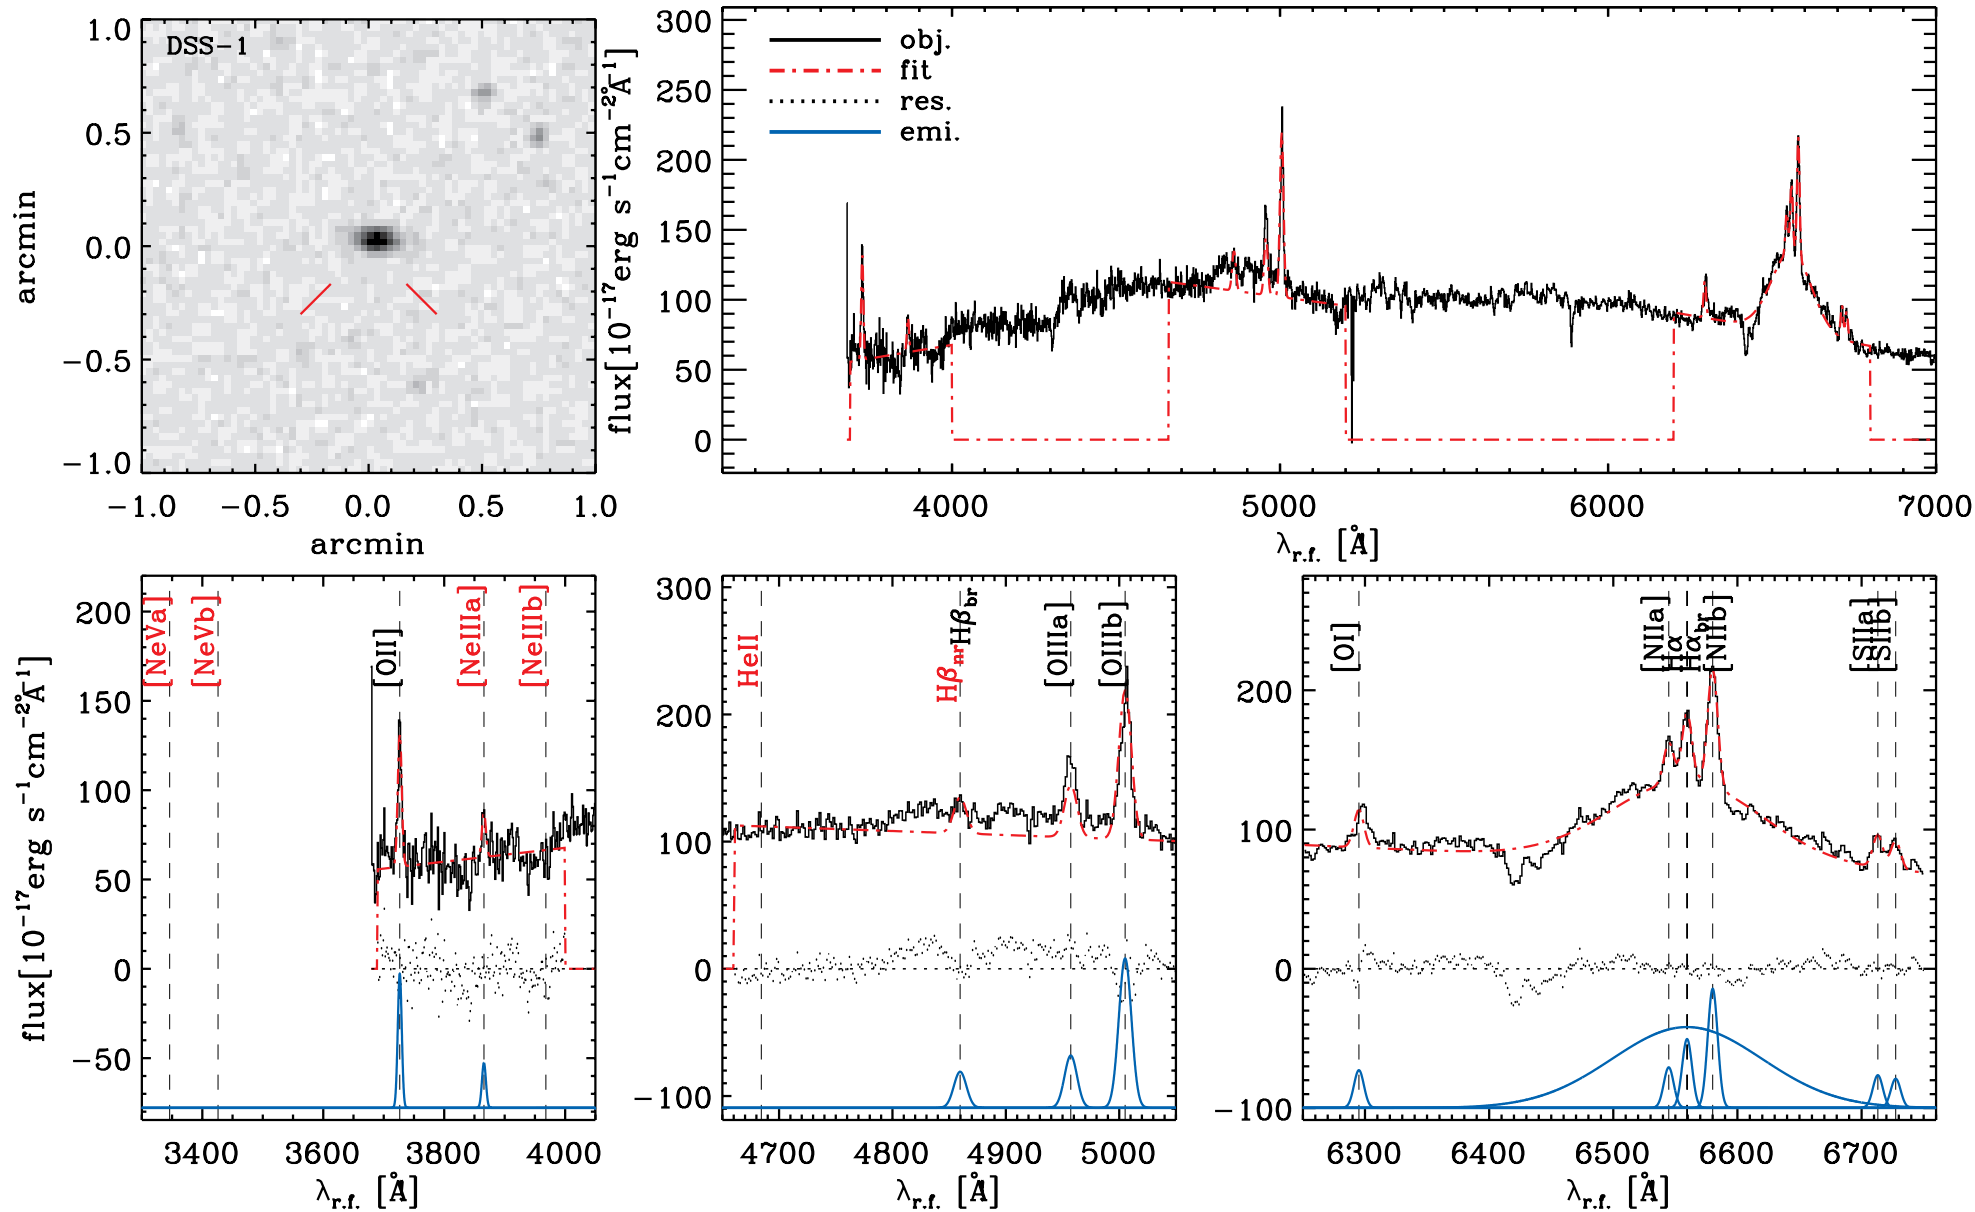 DSS-1
1.0
0.5
0.0
-0.5
-1.0
arcmin
-1.0 -0.5 0.0 0.5 1.0
arcmin
obj.
fit
res.
emi.
300
250
200
150
100
50
0
flux[10⁻¹⁷erg s⁻¹cm⁻²Å⁻¹]
4000 5000 6000 7000
λr.f. [Å]
[NeVa]
[NeVb]
[OII]
[NeIIIa]
[NeIIIb]
200
150
100
50
0
-50
flux[10⁻¹⁷erg s⁻¹cm⁻²Å⁻¹]
3400 3600 3800 4000
λr.f. [Å]
HeII
Hβnr
Hβbr
[OIIIa]
[OIIIb]
300
200
100
0
-100
4700 4800 4900 5000
λr.f. [Å]
[OI]
[NIIa]
Hα
Hαbr
[NIIb]
[SIIa]
[SIIb]
200
100
0
-100
6300 6400 6500 6600 6700
λr.f. [Å]